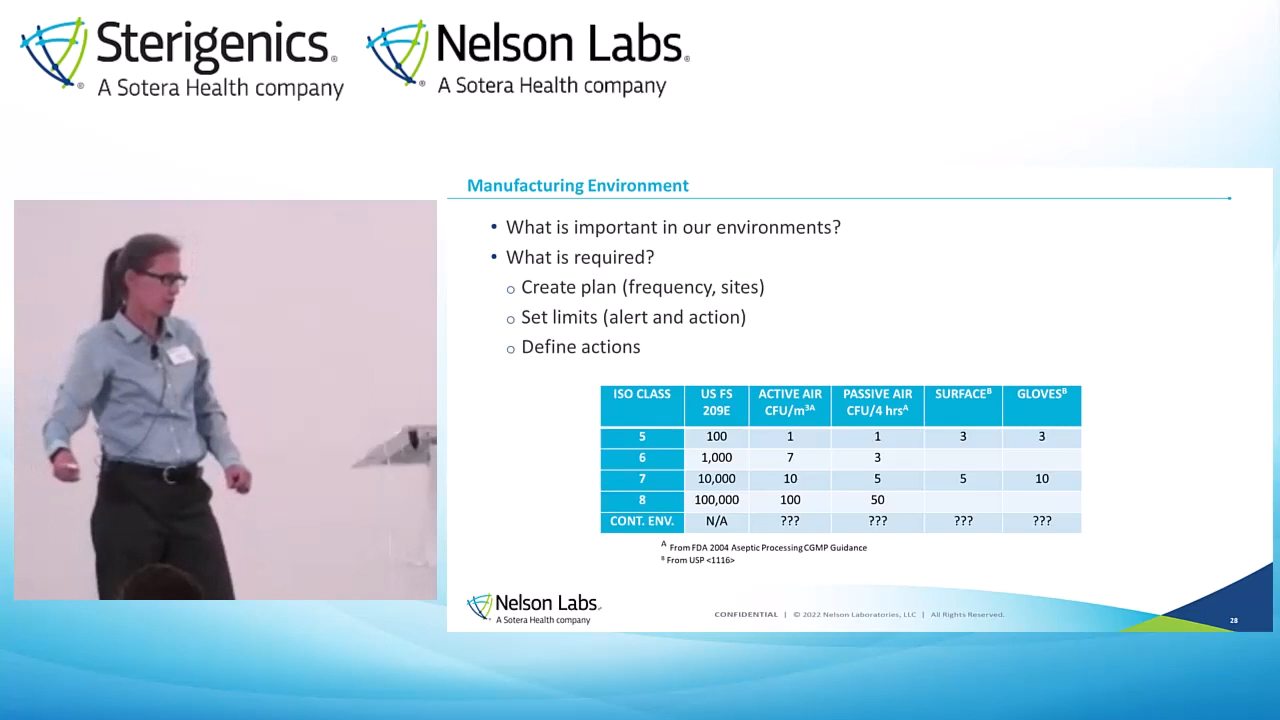 Sterigenics®
A Sotera Health company
Nelson Labs®
A Sotera Health company
Manufacturing Environment
• What is important in our environments?
• What is required?
o Create plan (frequency, sites)
o Set limits (alert and action)
o Define actions
ISO CLASS US FS 209E ACTIVE AIR CFU/m³ᴬ PASSIVE AIR CFU/4 hrsᴬ SURFACEᴮ GLOVESᴮ
5 100 1 1 3 3
6 1,000 7 3
7 10,000 10 5 5 10
8 100,000 100 50
CONT. ENV. N/A ??? ??? ??? ???
A From FDA 2004 Aseptic Processing CGMP Guidance
B From USP <1116>
Nelson Labs®
A Sotera Health company
CONFIDENTIAL | © 2022 Nelson Laboratories, LLC | All Rights Reserved.
28